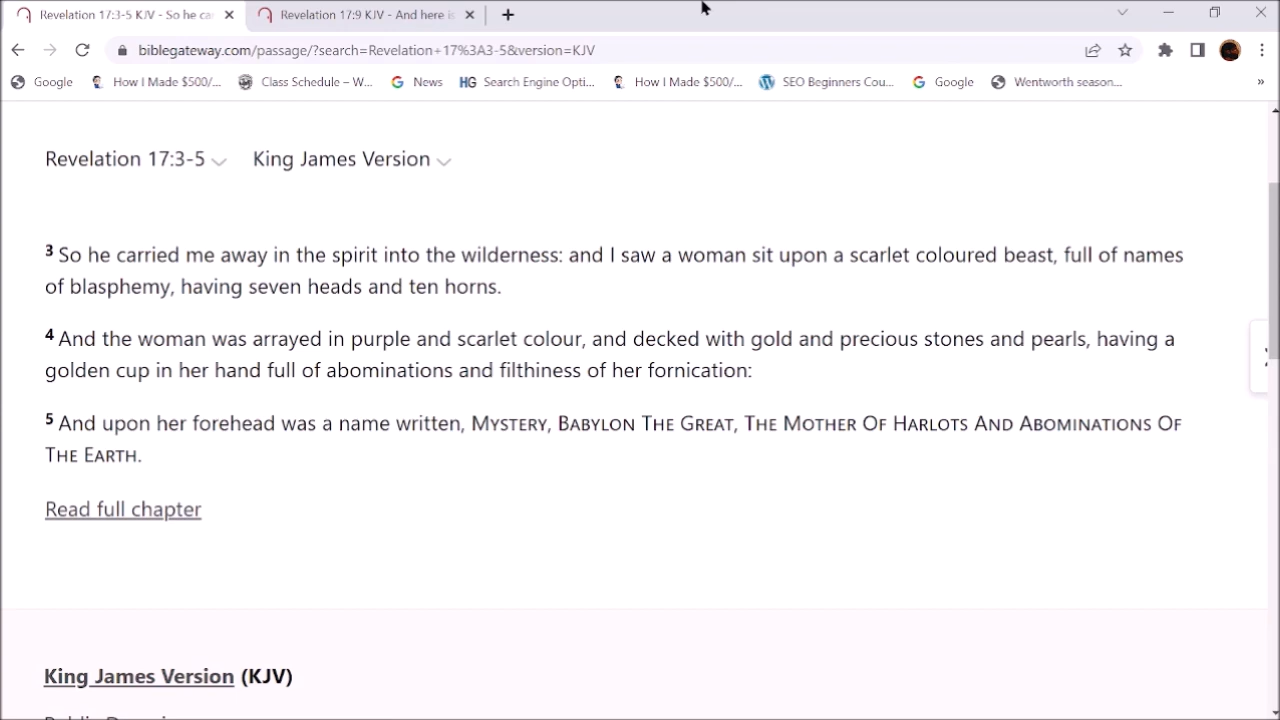 Revelation 17:3-5 KJV - So he ca
Revelation 17:9 KJV - And here is
biblegateway.com/passage/?search=Revelation+17%3A3-5&version=KJV
Google
How I Made $500/...
Class Schedule – W...
News
HG Search Engine Opti...
How I Made $500/...
SEO Beginners Cou...
Google
Wentworth season...
»
Revelation 17:3-5 King James Version
3 So he carried me away in the spirit into the wilderness: and I saw a woman sit upon a scarlet coloured beast, full of names
of blasphemy, having seven heads and ten horns.
4 And the woman was arrayed in purple and scarlet colour, and decked with gold and precious stones and pearls, having a
golden cup in her hand full of abominations and filthiness of her fornication:
5 And upon her forehead was a name written, Mystery, Babylon The Great, The Mother Of Harlots And Abominations Of
The Earth.
Read full chapter
King James Version (KJV)